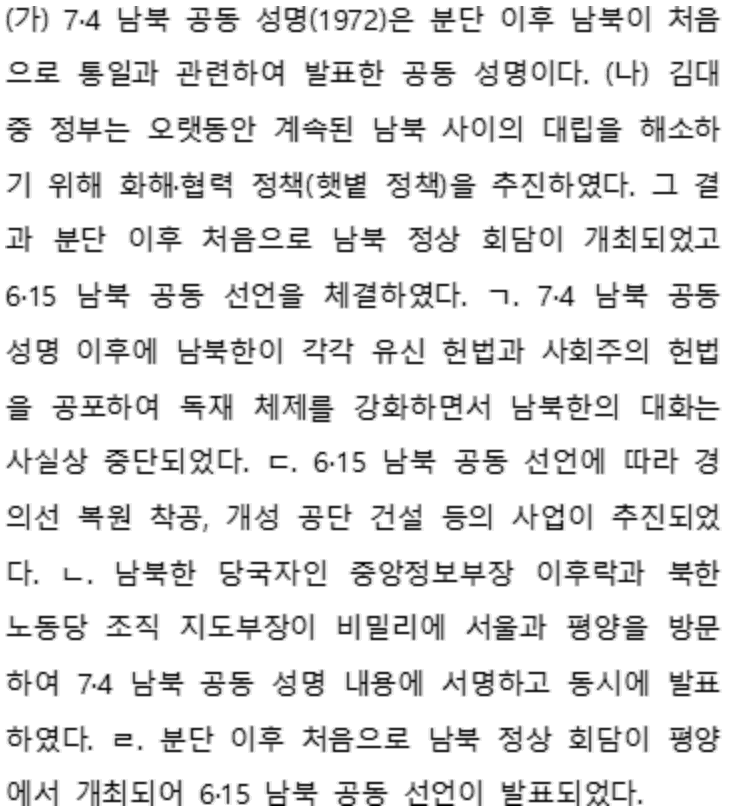 (가) 7·4 남북 공동 성명(1972)은 분단 이후 남북이 처음
으로 통일과 관련하여 발표한 공동 성명이다. (나) 김대
중 정부는 오랫동안 계속된 남북 사이의 대립을 해소하
기 위해 화해·협력 정책(햇볕 정책)을 추진하였다. 그 결
과 분단 이후 처음으로 남북 정상 회담이 개최되었고
6·15 남북 공동 선언을 체결하였다. ㄱ. 7·4 남북 공동
성명 이후에 남북한이 각각 유신 헌법과 사회주의 헌법
을 공포하여 독재 체제를 강화하면서 남북한의 대화는
사실상 중단되었다. ㄷ. 6·15 남북 공동 선언에 따라 경
의선 복원 착공, 개성 공단 건설 등의 사업이 추진되었
다. ㄴ. 남북한 당국자인 중앙정보부장 이후락과 북한
노동당 조직 지도부장이 비밀리에 서울과 평양을 방문
하여 7·4 남북 공동 성명 내용에 서명하고 동시에 발표
하였다. ㄹ. 분단 이후 처음으로 남북 정상 회담이 평양
에서 개최되어 6·15 남북 공동 선언이 발표되었다.